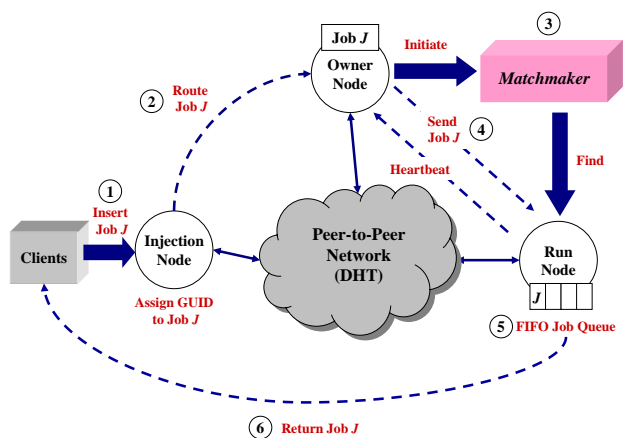 Job J
Owner
Node
Initiate
3
Matchmaker
2
Route
Job J
Send
Job J
4
Heartbeat
Find
1
Insert
Job J
Clients
Injection
Node
Assign GUID
to Job J
Peer-to-Peer
Network
(DHT)
Run
Node
J
5
FIFO Job Queue
6
Return Job J